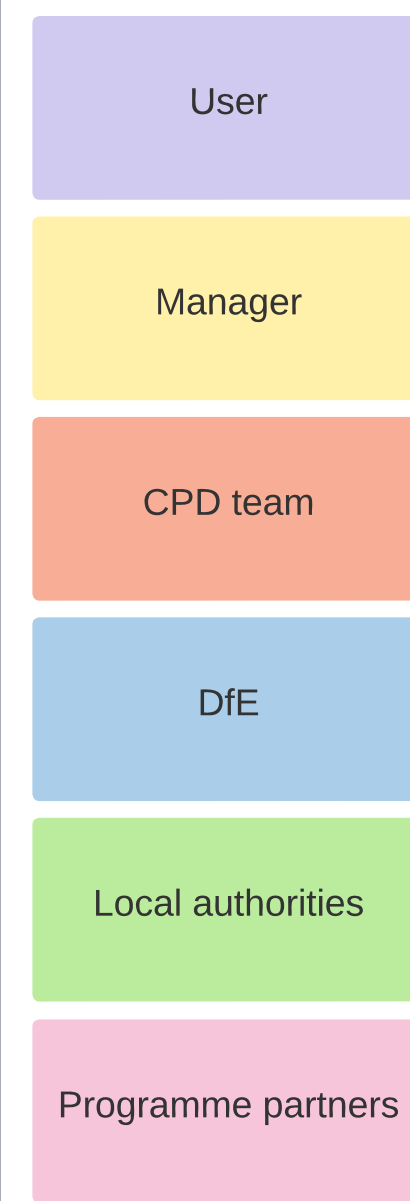 User
Manager
CPD team
DfE
Local authorities
Programme partners